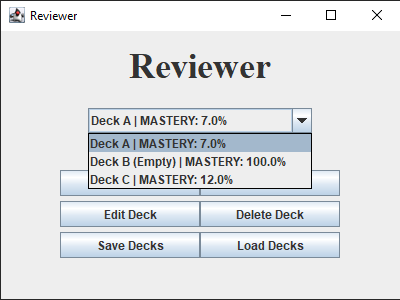 Reviewer
Reviewer
Deck A | MASTERY: 7.0%
Deck A | MASTERY: 7.0%
Deck B (Empty) | MASTERY: 100.0%
Deck C | MASTERY: 12.0%
Edit Deck
Delete Deck
Save Decks
Load Decks